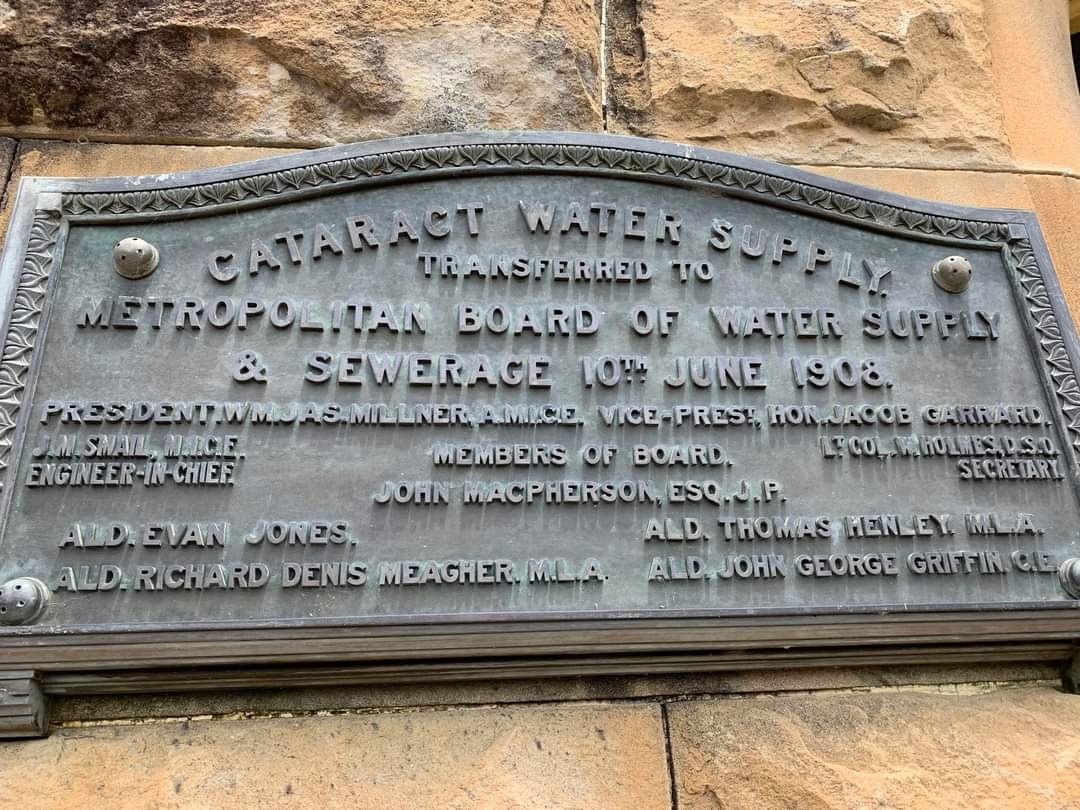 CATARACT WATER SUPPLY,
TRANSFERRED TO
METROPOLITAN BOARD OF WATER SUPPLY
& SEWERAGE 10TH JUNE 1908.
PRESIDENT, WM. JAS. MILLNER, A.M.I.C.E. VICE-PREST, HON. JACOB GARRARD.
J.M. SMAIL, M.I.C.E. MEMBERS OF BOARD. LT COL. W. HOLMES, D.S.O.
ENGINEER-IN-CHIEF. SECRETARY.
JOHN MACPHERSON, ESQ. J.P.
ALD. EVAN JONES. ALD. THOMAS HENLEY, M.L.A.
ALD. RICHARD DENIS MEAGHER. M.L.A. ALD. JOHN GEORGE GRIFFIN. C.E.